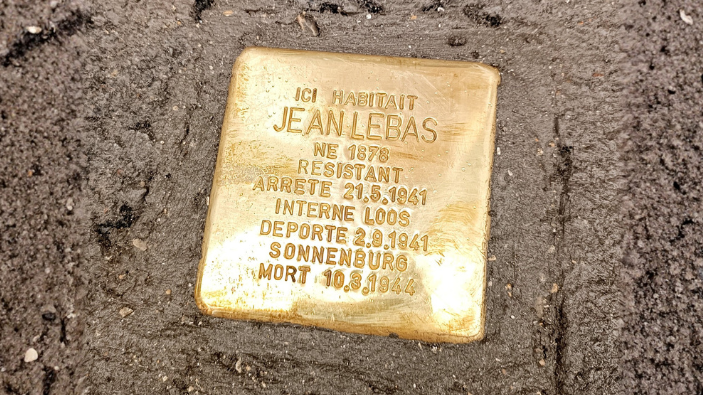 ICI HABITAIT
JEAN LEBAS
NE 1878
RESISTANT
ARRETE 21.5.1941
INTERNE LOOS
DEPORTE 2.9.1941
SONNENBURG
MORT 10.3.1944